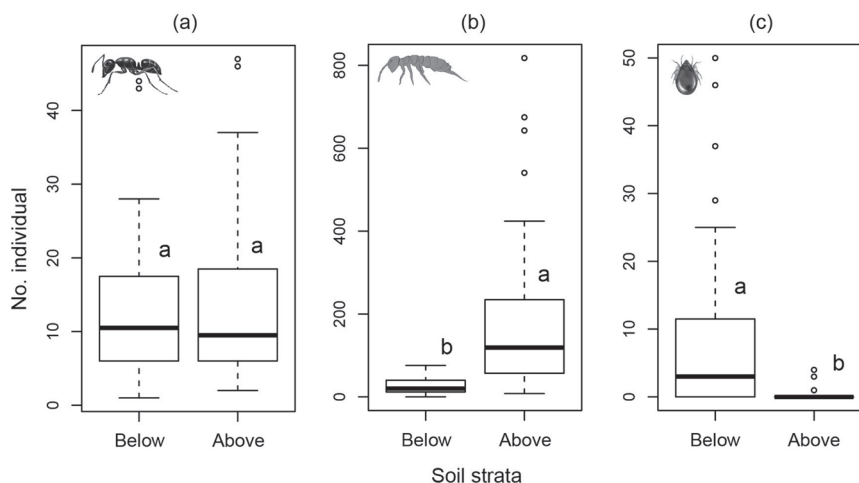 (a) (b) (c)
No. individual
0 10 20 30 40
a a
Below Above
0 200 400 600 800
b a
Below Above
0 10 20 30 40 50
a b
Below Above
Soil strata